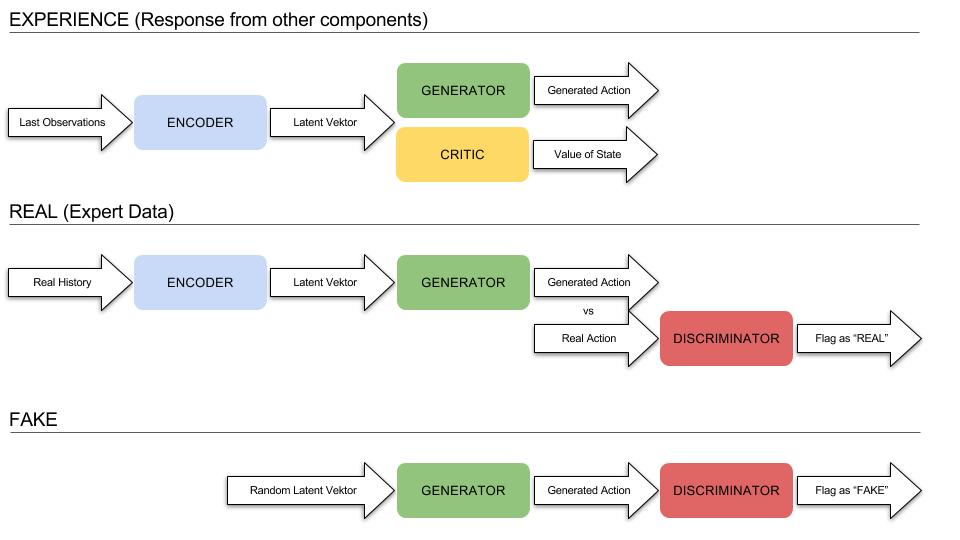 EXPERIENCE (Response from other components)
GENERATOR
Generated Action
Last Observations
ENCODER
Latent Vektor
CRITIC
Value of State
REAL (Expert Data)
Real History
ENCODER
Latent Vektor
GENERATOR
Generated Action
vs
Real Action
DISCRIMINATOR
Flag as “REAL”
FAKE
Random Latent Vektor
GENERATOR
Generated Action
DISCRIMINATOR
Flag as “FAKE”